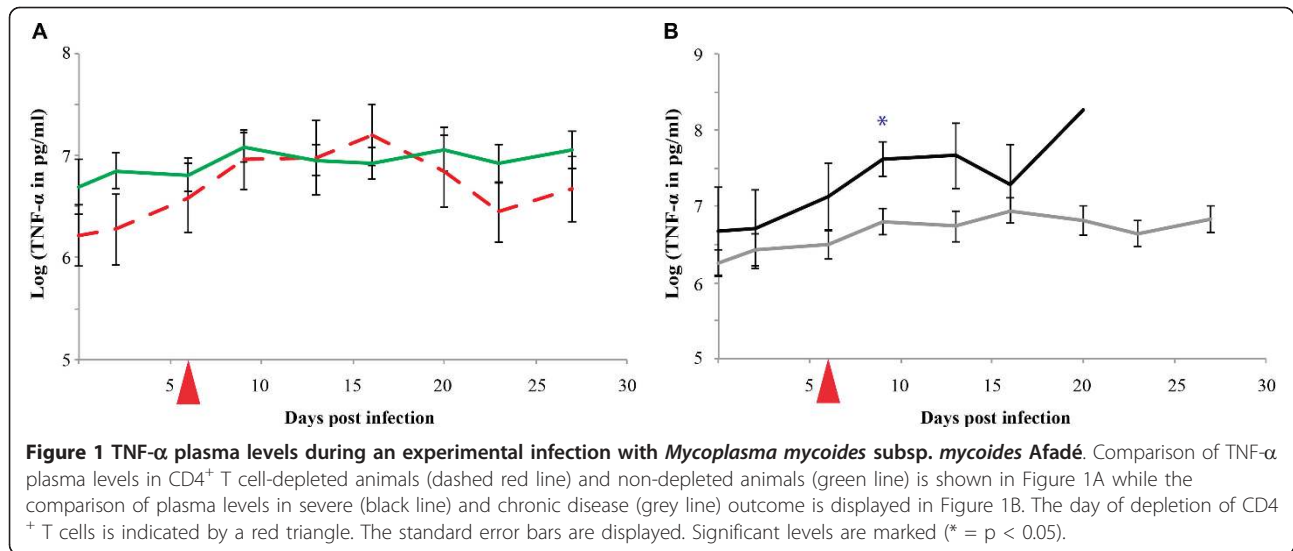 A
B
8
7
6
5
Log (TNF-α in pg/ml)
5 10 15 20 25 30
Days post infection
9
8
7
6
5
Log (TNF-α in pg/ml)
*
5 10 15 20 25 30
Days post infection
Figure 1 TNF-α plasma levels during an experimental infection with Mycoplasma mycoides subsp. mycoides Afadé. Comparison of TNF-α
plasma levels in CD4+ T cell-depleted animals (dashed red line) and non-depleted animals (green line) is shown in Figure 1A while the
comparison of plasma levels in severe (black line) and chronic disease (grey line) outcome is displayed in Figure 1B. The day of depletion of CD4
+ T cells is indicated by a red triangle. The standard error bars are displayed. Significant levels are marked (* = p < 0.05).